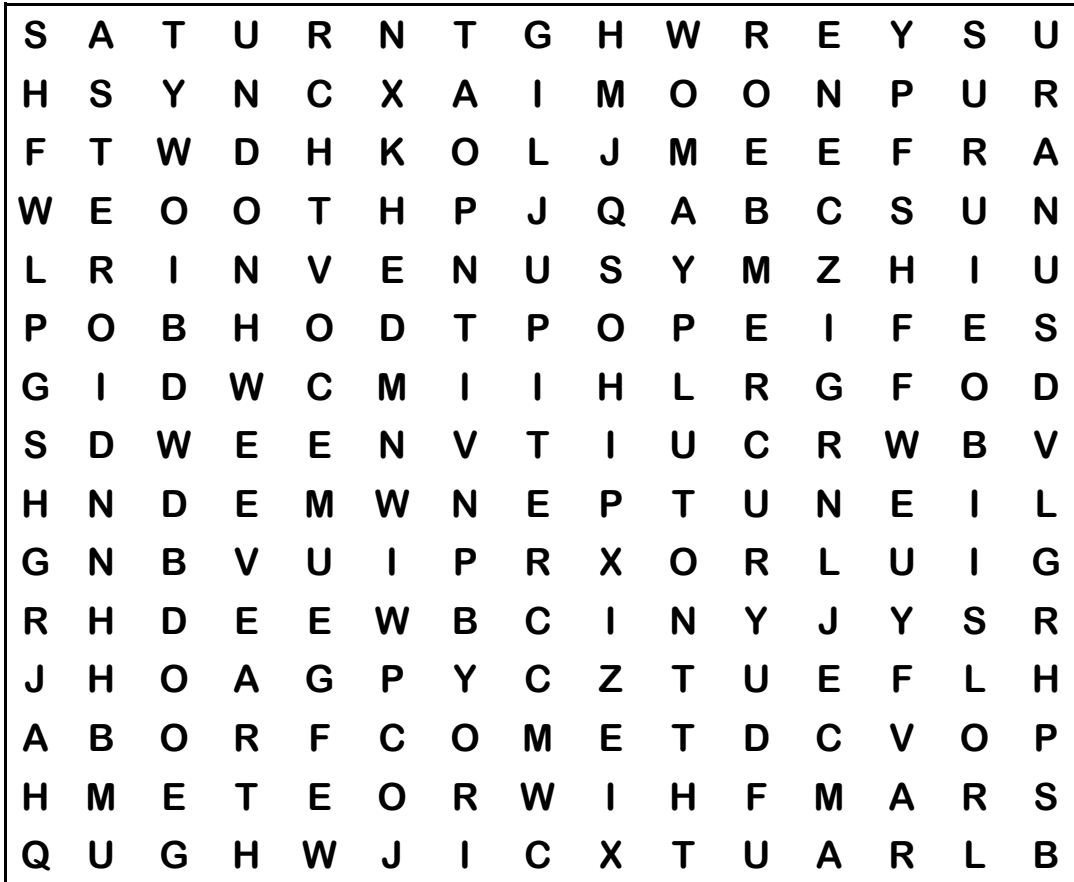 S A T U R N T G H W R E Y S U
H S Y N C X A I M O O N P U R
F T W D H K O L J M E E F R A
W E O O T H P J Q A B C S U N
L R I N V E N U S Y M Z H I U
P O B H O D T P O P E I F E S
G I D W C M I I H L R G F O D
S D W E E N V T I U C R W B V
H N D E M W N E P T U N E I L
G N B V U I P R X O R L U I G
R H D E E W B C I N Y J Y S R
J H O A G P Y C Z T U E F L H
A B O R F C O M E T D C V O P
H M E T E O R W I H F M A R S
Q U G H W J I C X T U A R L B